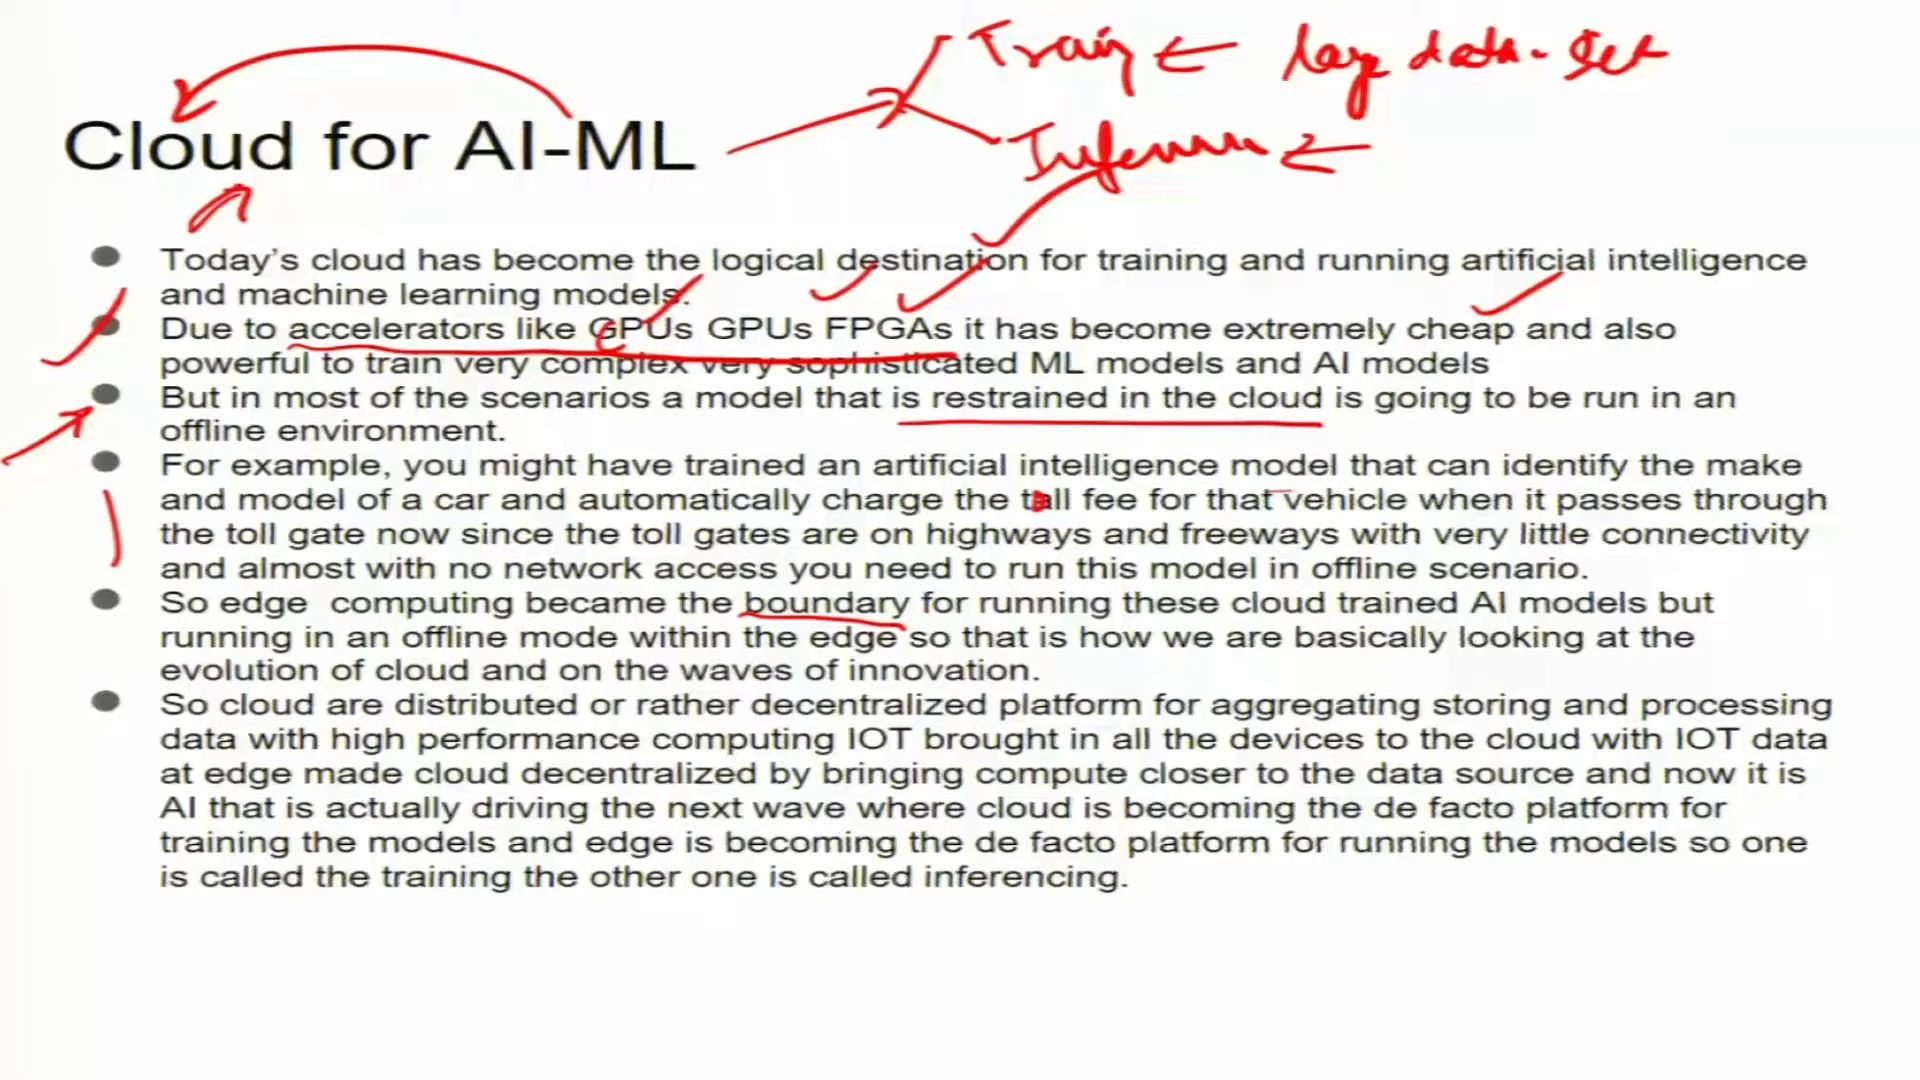 Train ← large data-set
Cloud for AI-ML
Inference ←
Today's cloud has become the logical destination for training and running artificial intelligence
and machine learning models.
Due to accelerators like GPUs GPUs FPGAs it has become extremely cheap and also
powerful to train very complex very sophisticated ML models and AI models
But in most of the scenarios a model that is restrained in the cloud is going to be run in an
offline environment.
For example, you might have trained an artificial intelligence model that can identify the make
and model of a car and automatically charge the toll fee for that vehicle when it passes through
the toll gate now since the toll gates are on highways and freeways with very little connectivity
and almost with no network access you need to run this model in offline scenario.
So edge computing became the boundary for running these cloud trained AI models but
running in an offline mode within the edge so that is how we are basically looking at the
evolution of cloud and on the waves of innovation.
So cloud are distributed or rather decentralized platform for aggregating storing and processing
data with high performance computing IOT brought in all the devices to the cloud with IOT data
at edge made cloud decentralized by bringing compute closer to the data source and now it is
AI that is actually driving the next wave where cloud is becoming the de facto platform for
training the models and edge is becoming the de facto platform for running the models so one
is called the training the other one is called inferencing.